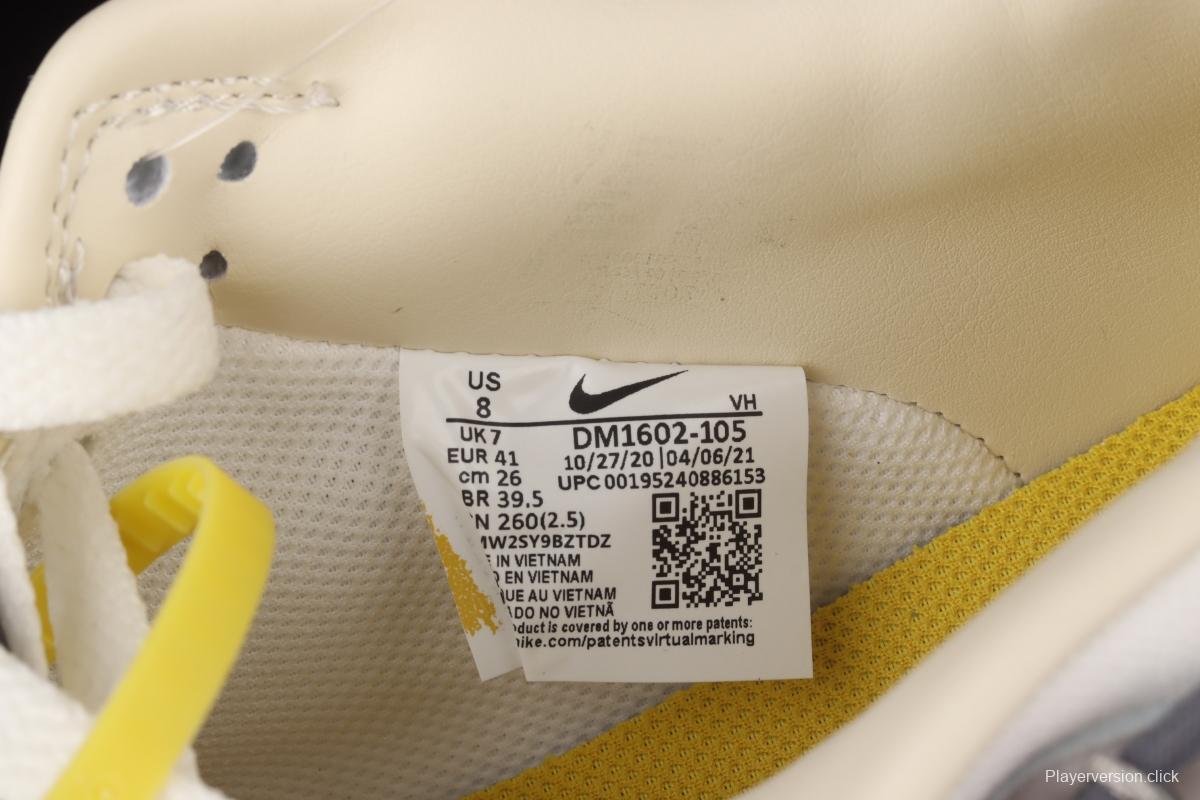 US
8
VH
UK 7
DM1602-105
EUR 41
10/27/20 | 04/06/21
cm 26
UPC 00195240886153
BR 39.5
N 260(2.5)
MW2SY9BZTDZ
IN VIETNAM
EN VIETNAM
QUE AU VIETNAM
ADO NO VIETNÃ
oduct is covered by one or more patents:
nike.com/patentsvirtualmarking
Playerversion.click